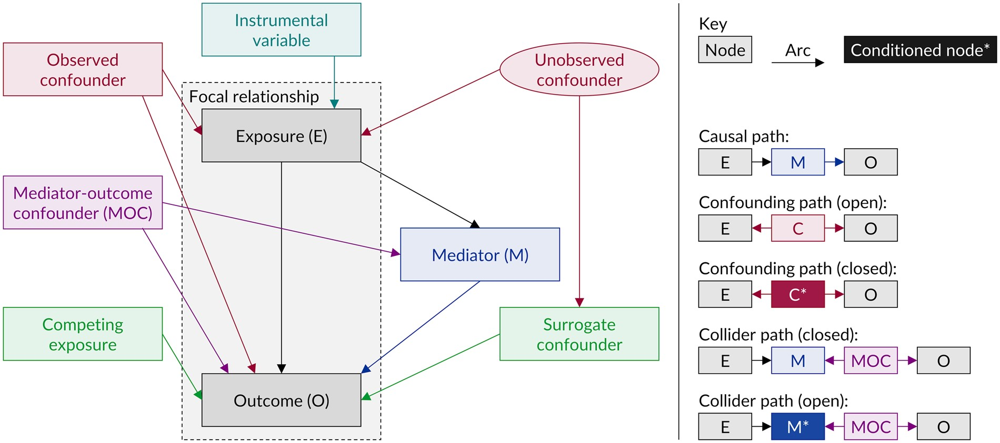 Instrumental
variable
Observed
confounder
Unobserved
confounder
Focal relationship
Exposure (E)
Mediator-outcome
confounder (MOC)
Mediator (M)
Competing
exposure
Surrogate
confounder
Outcome (O)
Key
Node
Arc
Conditioned node*
Causal path:
E M O
Confounding path (open):
E C O
Confounding path (closed):
E C* O
Collider path (closed):
E M MOC O
Collider path (open):
E M* MOC O